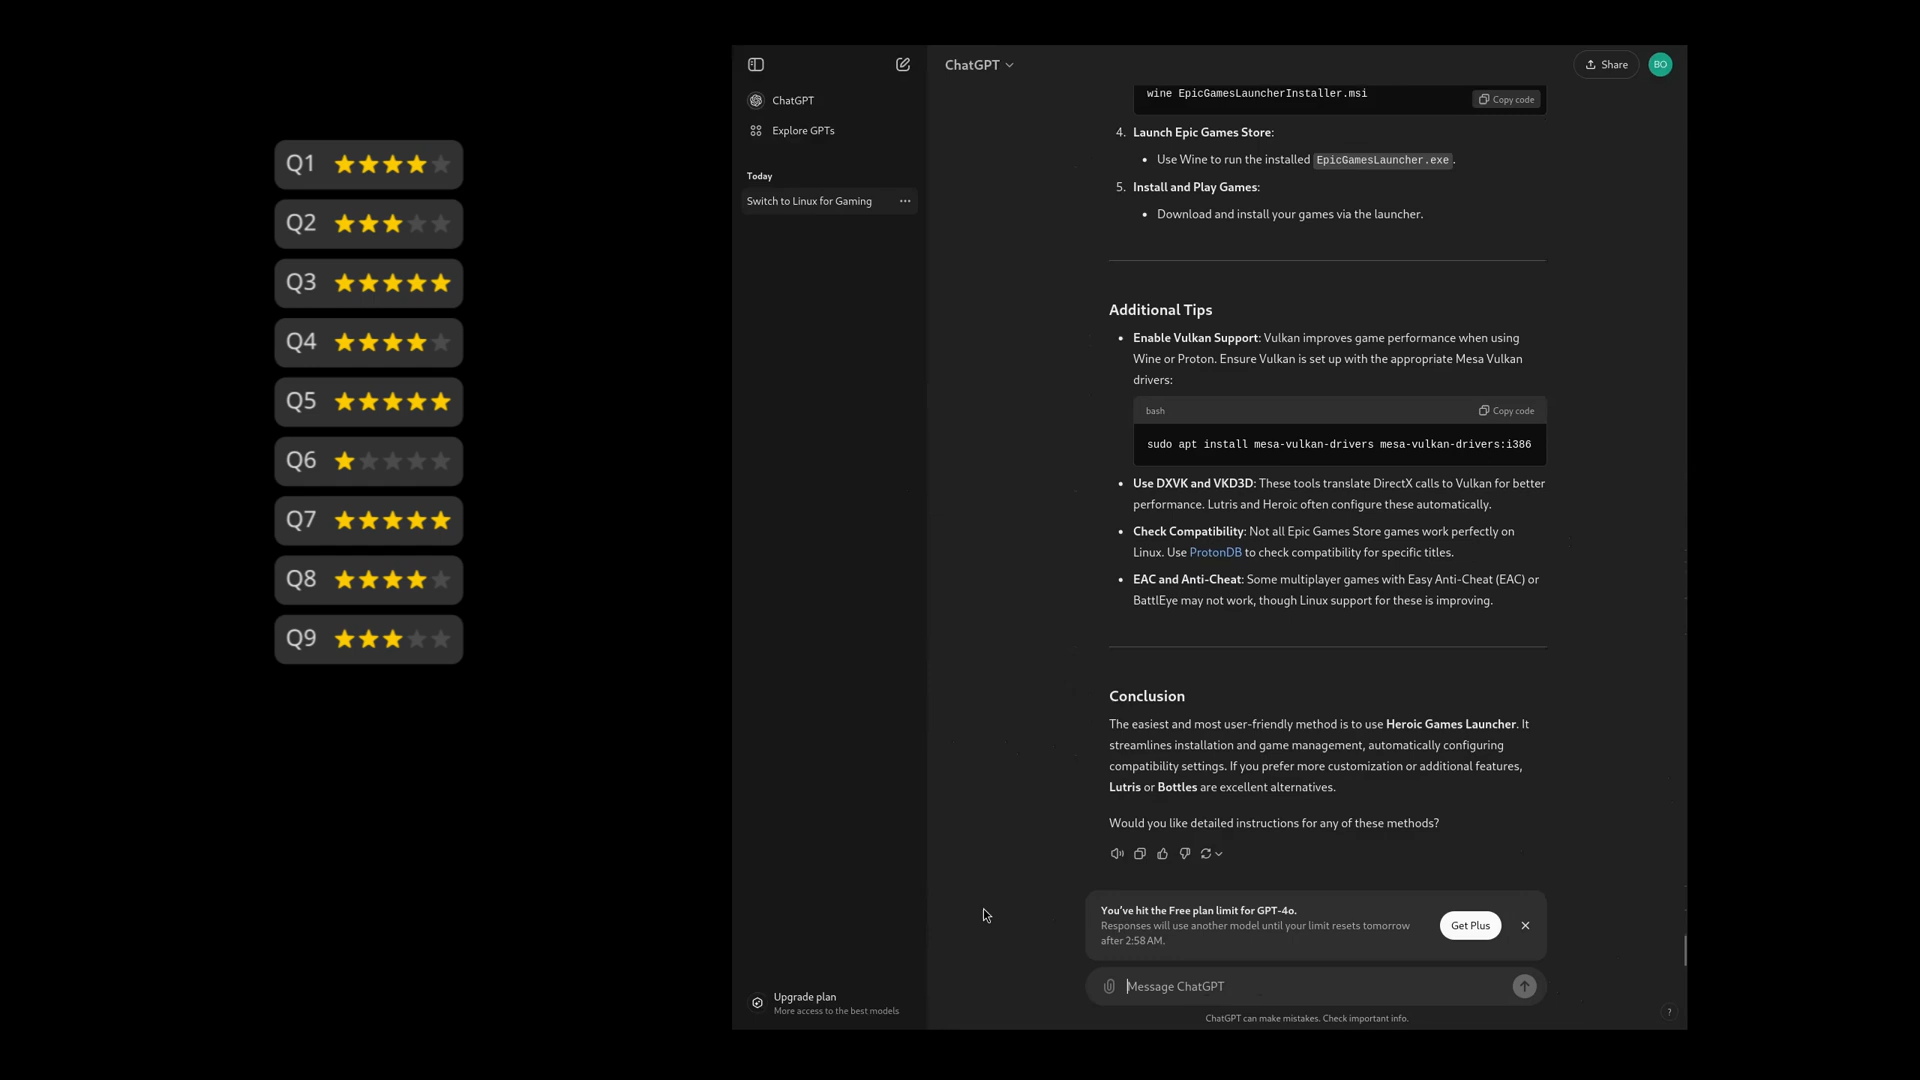 Q1
Q2
Q3
Q4
Q5
Q6
Q7
Q8
Q9
ChatGPT
Explore GPTs
Today
Switch to Linux for Gaming
Upgrade plan
More access to the best models
ChatGPT
Share
BO
wine EpicGamesLauncherInstaller.msi
Copy code
4. Launch Epic Games Store:
• Use Wine to run the installed EpicGamesLauncher.exe.
5. Install and Play Games:
• Download and install your games via the launcher.
Additional Tips
• Enable Vulkan Support: Vulkan improves game performance when using
Wine or Proton. Ensure Vulkan is set up with the appropriate Mesa Vulkan
drivers:
bash
Copy code
sudo apt install mesa-vulkan-drivers mesa-vulkan-drivers:i386
• Use DXVK and VKD3D: These tools translate DirectX calls to Vulkan for better
performance. Lutris and Heroic often configure these automatically.
• Check Compatibility: Not all Epic Games Store games work perfectly on
Linux. Use ProtonDB to check compatibility for specific titles.
• EAC and Anti-Cheat: Some multiplayer games with Easy Anti-Cheat (EAC) or
BattlEye may not work, though Linux support for these is improving.
Conclusion
The easiest and most user-friendly method is to use Heroic Games Launcher. It
streamlines installation and game management, automatically configuring
compatibility settings. If you prefer more customization or additional features,
Lutris or Bottles are excellent alternatives.
Would you like detailed instructions for any of these methods?
You've hit the Free plan limit for GPT-4o.
Responses will use another model until your limit resets tomorrow
after 2:58 AM.
Get Plus
Message ChatGPT
ChatGPT can make mistakes. Check important info.
?